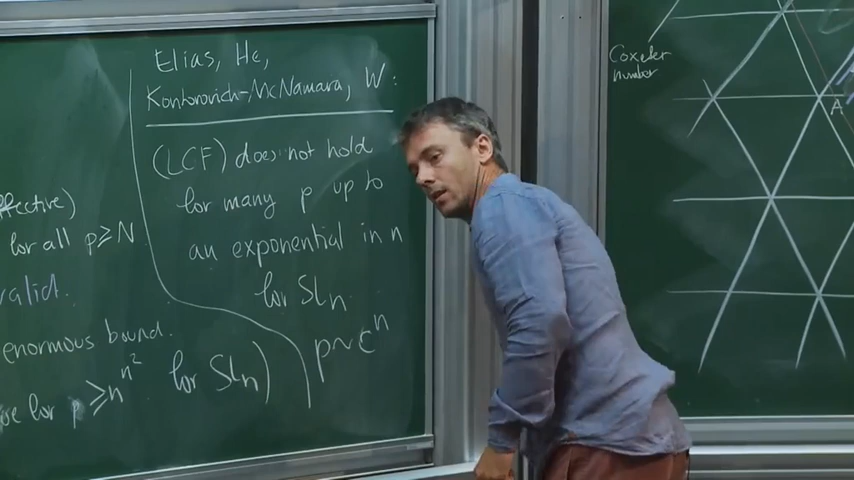 Elias, He,
Kontorovich-McNamara, W:
(LCF) does not hold
for many p up to
an exponential in n
for SLn
p~c^n
effective)
for all p≥N
valid.
enormous bound.
for p≥n^n^2 for SLn)
Coxeter
number
A